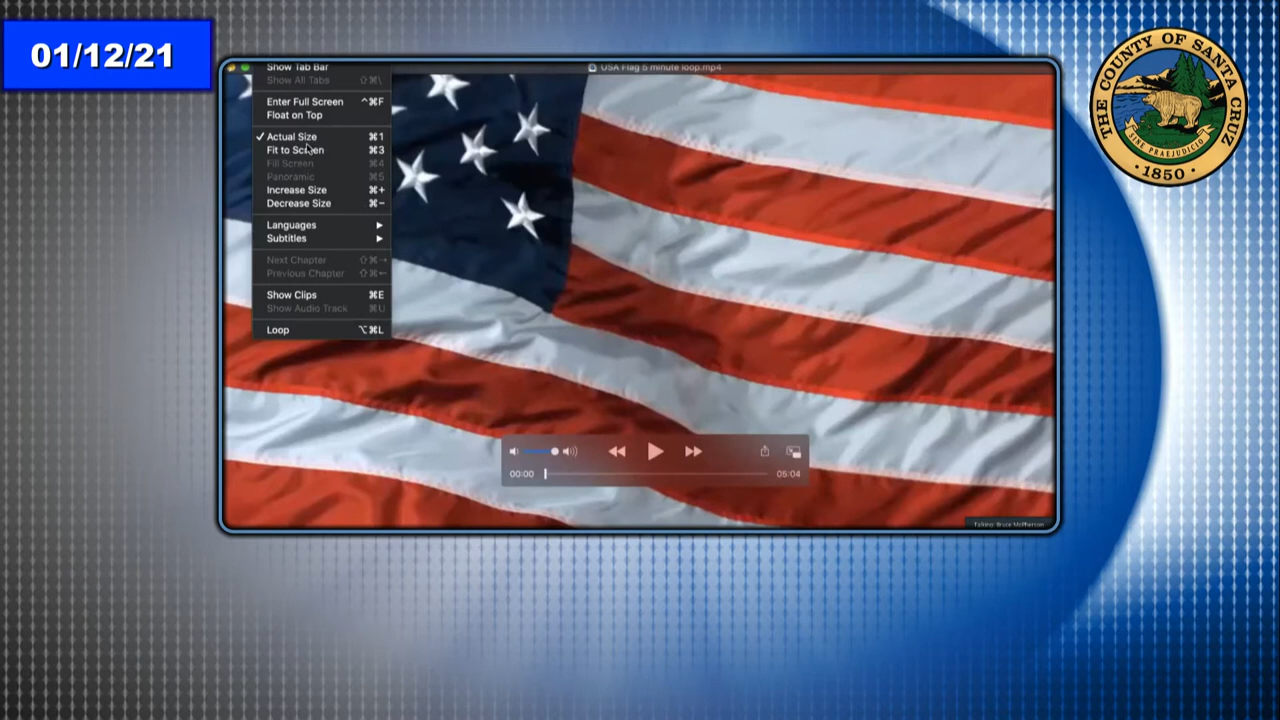 01/12/21
USA Flag 5 minute loop.mp4
THE COUNTY OF SANTA CRUZ
SINE PRAEJUDICIO
• 1850 •
Show Tab Bar
Show All Tabs ⇧⌘\
Enter Full Screen ^⌘F
Float on Top
✓ Actual Size ⌘1
Fit to Screen ⌘3
Fill Screen ⌘4
Panoramic ⌘5
Increase Size ⌘+
Decrease Size ⌘−
Languages ▶
Subtitles ▶
Next Chapter ⇧⌘→
Previous Chapter ⇧⌘←
Show Clips ⌘E
Show Audio Track ⌘U
Loop ⌥⌘L
00:00 05:04
Talking: Bruce McPherson